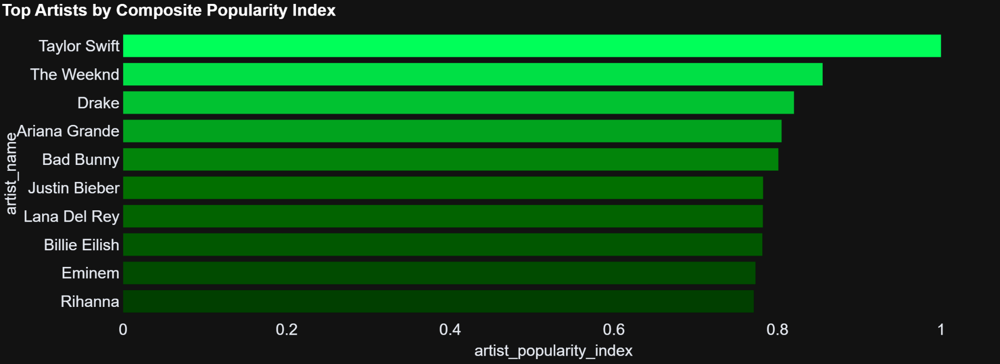 Top Artists by Composite Popularity Index
Taylor Swift
The Weeknd
Drake
Ariana Grande
Bad Bunny
Justin Bieber
Lana Del Rey
Billie Eilish
Eminem
Rihanna
artist_name
0 0.2 0.4 0.6 0.8 1
artist_popularity_index